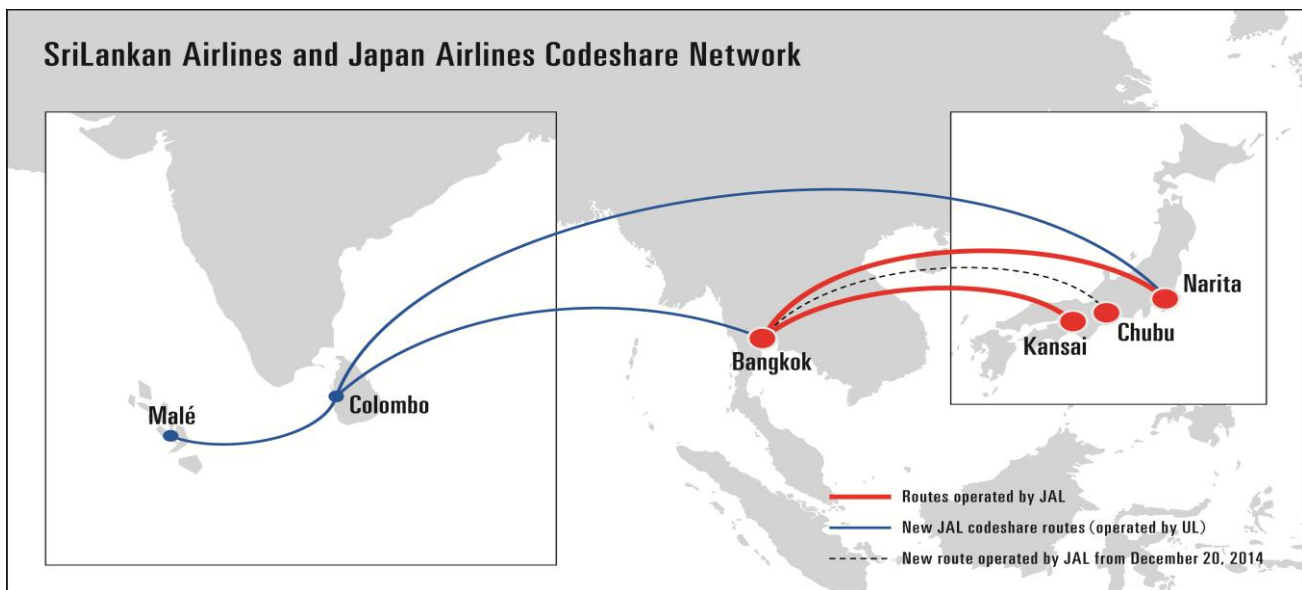 SriLankan Airlines and Japan Airlines Codeshare Network
Narita
Chubu
Kansai
Bangkok
Colombo
Malé
Routes operated by JAL
New JAL codeshare routes (operated by UL)
New route operated by JAL from December 20, 2014